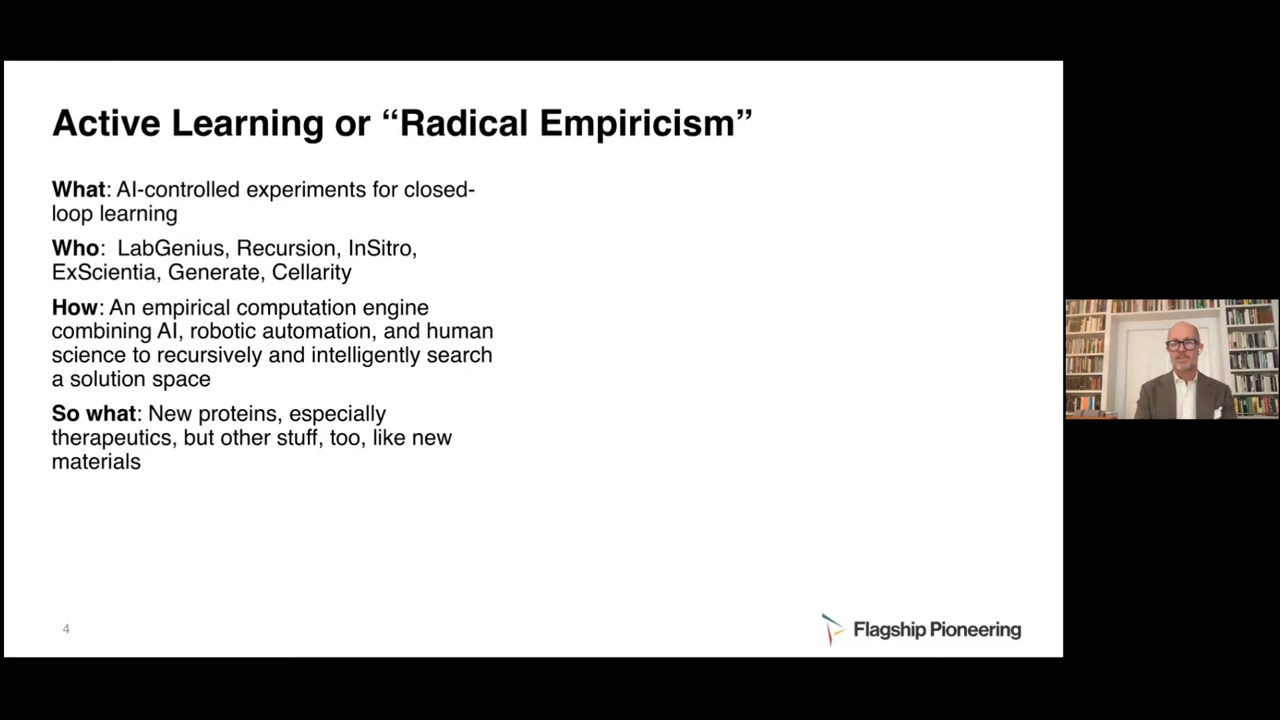 Active Learning or “Radical Empiricism”
What: AI-controlled experiments for closed-
loop learning
Who:  LabGenius, Recursion, InSitro,
ExScientia, Generate, Cellarity
How: An empirical computation engine
combining AI, robotic automation, and human
science to recursively and intelligently search
a solution space
So what: New proteins, especially
therapeutics, but other stuff, too, like new
materials
4
Flagship Pioneering